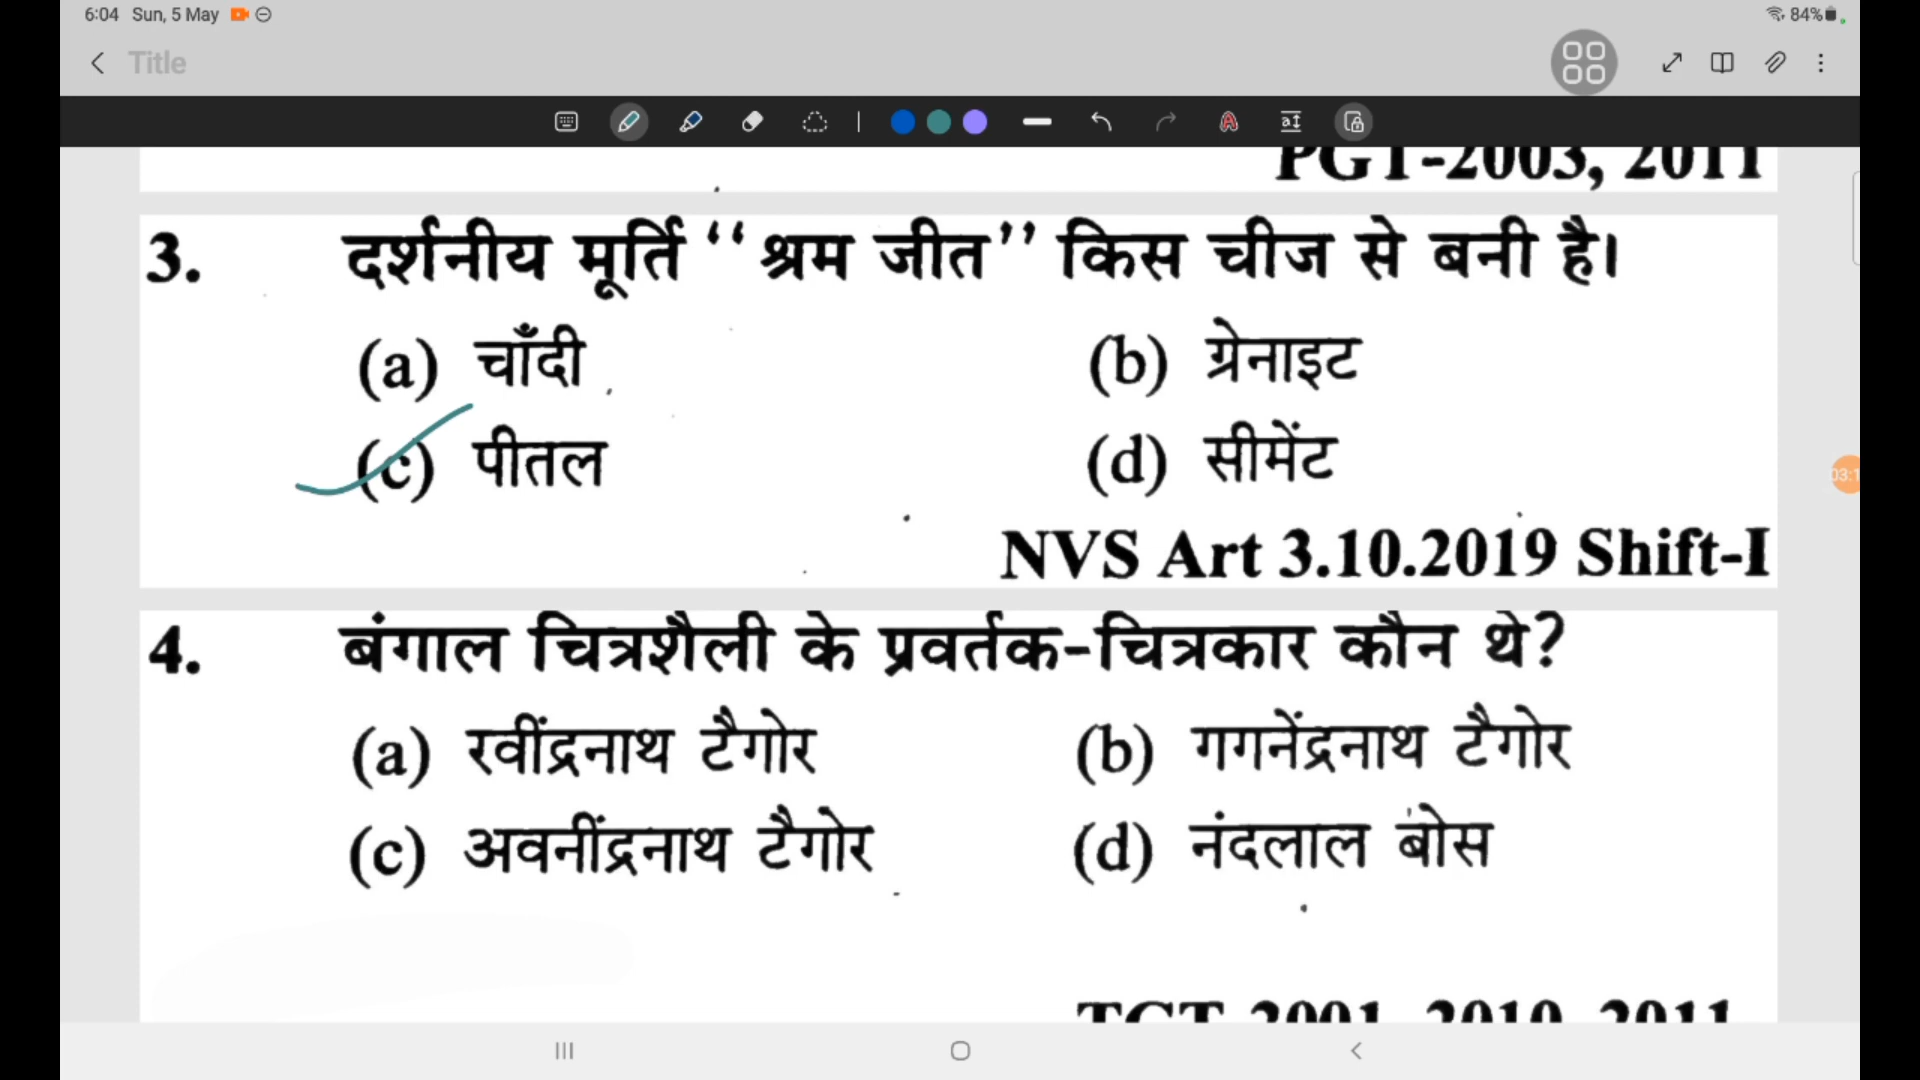 6:04 Sun, 5 May
84%
Title
PGT-2003, 2011
3. दर्शनीय मूर्ति ‘‘श्रम जीत’’ किस चीज से बनी है।
(a) चाँदी (b) ग्रेनाइट
(c) पीतल (d) सीमेंट
NVS Art 3.10.2019 Shift-I
4. बंगाल चित्रशैली के प्रवर्तक-चित्रकार कौन थे?
(a) रवींद्रनाथ टैगोर (b) गगनेंद्रनाथ टैगोर
(c) अवनींद्रनाथ टैगोर (d) नंदलाल बोस
TGT 2001, 2010, 2011